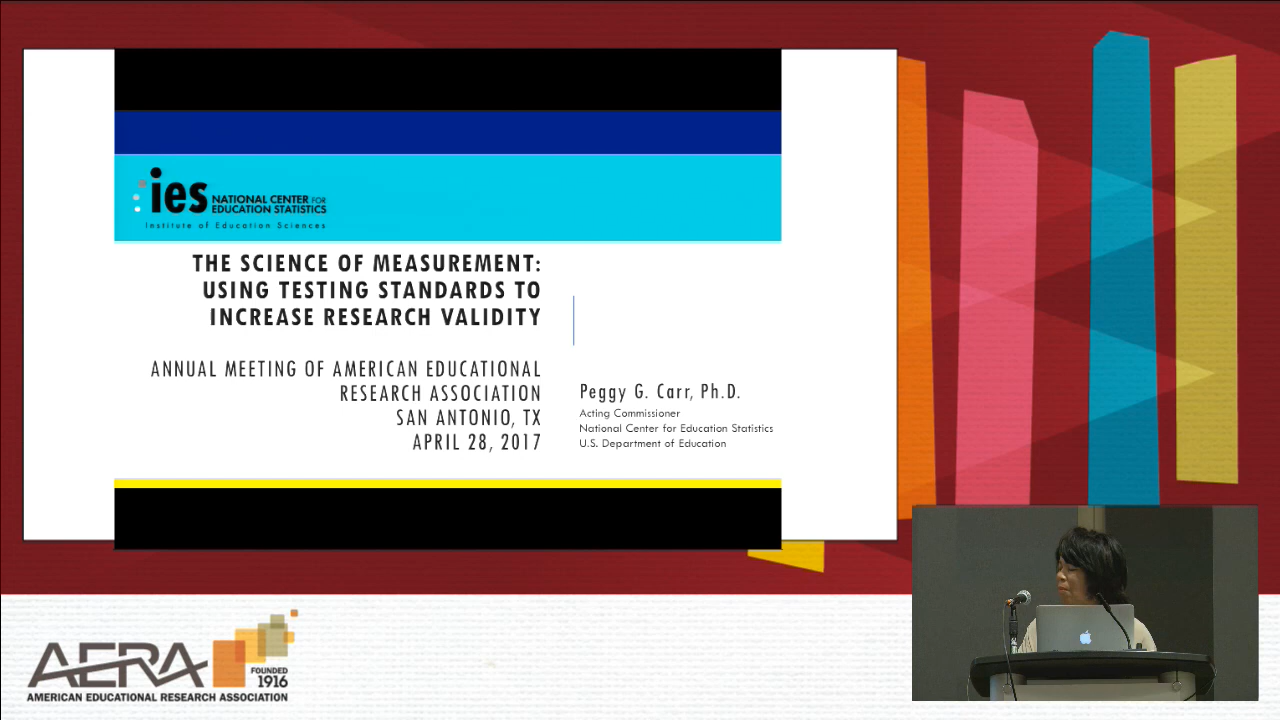 ies NATIONAL CENTER FOR
EDUCATION STATISTICS
Institute of Education Sciences
THE SCIENCE OF MEASUREMENT:
USING TESTING STANDARDS TO
INCREASE RESEARCH VALIDITY
ANNUAL MEETING OF AMERICAN EDUCATIONAL
RESEARCH ASSOCIATION
SAN ANTONIO, TX
APRIL 28, 2017
Peggy G. Carr, Ph.D.
Acting Commissioner
National Center for Education Statistics
U.S. Department of Education
AERA
FOUNDED
1916
AMERICAN EDUCATIONAL RESEARCH ASSOCIATION